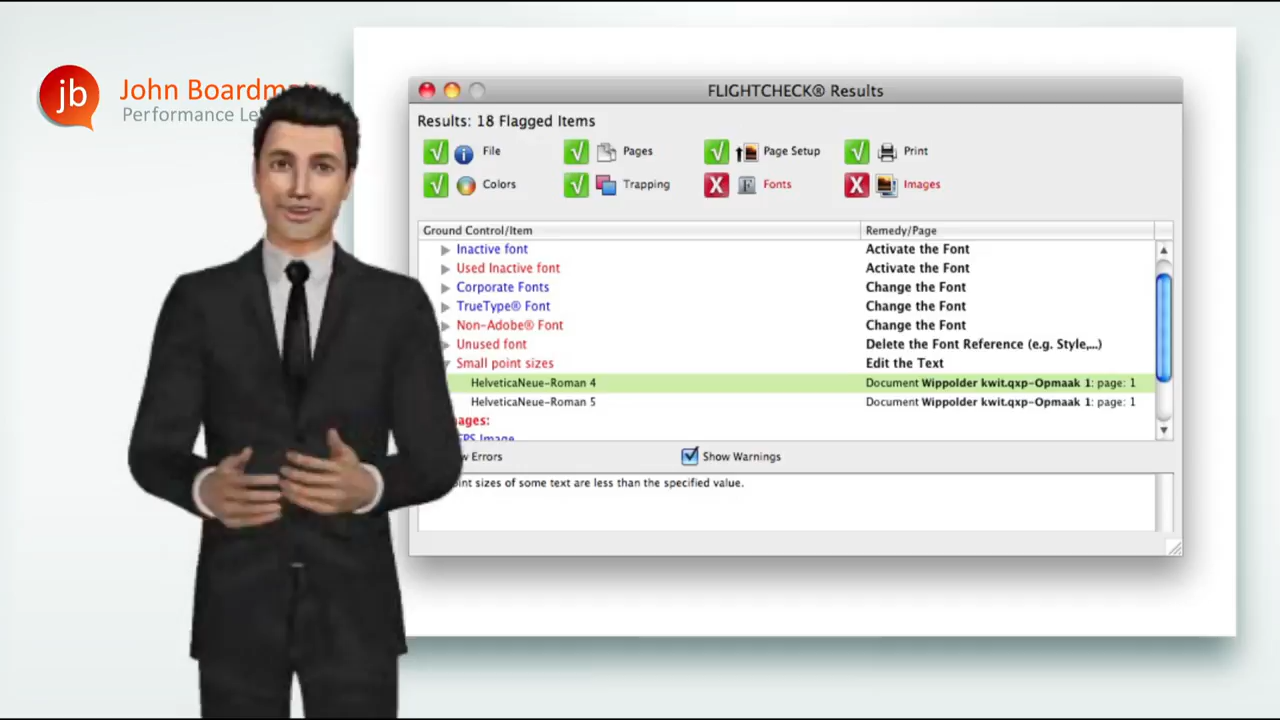 jb
John Boardm
Performance Le
FLIGHTCHECK® Results
Results: 18 Flagged Items
File Pages Page Setup Print
Colors Trapping Fonts Images
Ground Control/Item Remedy/Page
Inactive font Activate the Font
Used Inactive font Activate the Font
Corporate Fonts Change the Font
TrueType® Font Change the Font
Non-Adobe® Font Change the Font
Unused font Delete the Font Reference (e.g. Style,...)
Small point sizes Edit the Text
HelveticaNeue-Roman 4 Document Wippolder kwit.qxp-Opmaak 1: page: 1
HelveticaNeue-Roman 5 Document Wippolder kwit.qxp-Opmaak 1: page: 1
ages:
EPS Image
w Errors Show Warnings
int sizes of some text are less than the specified value.